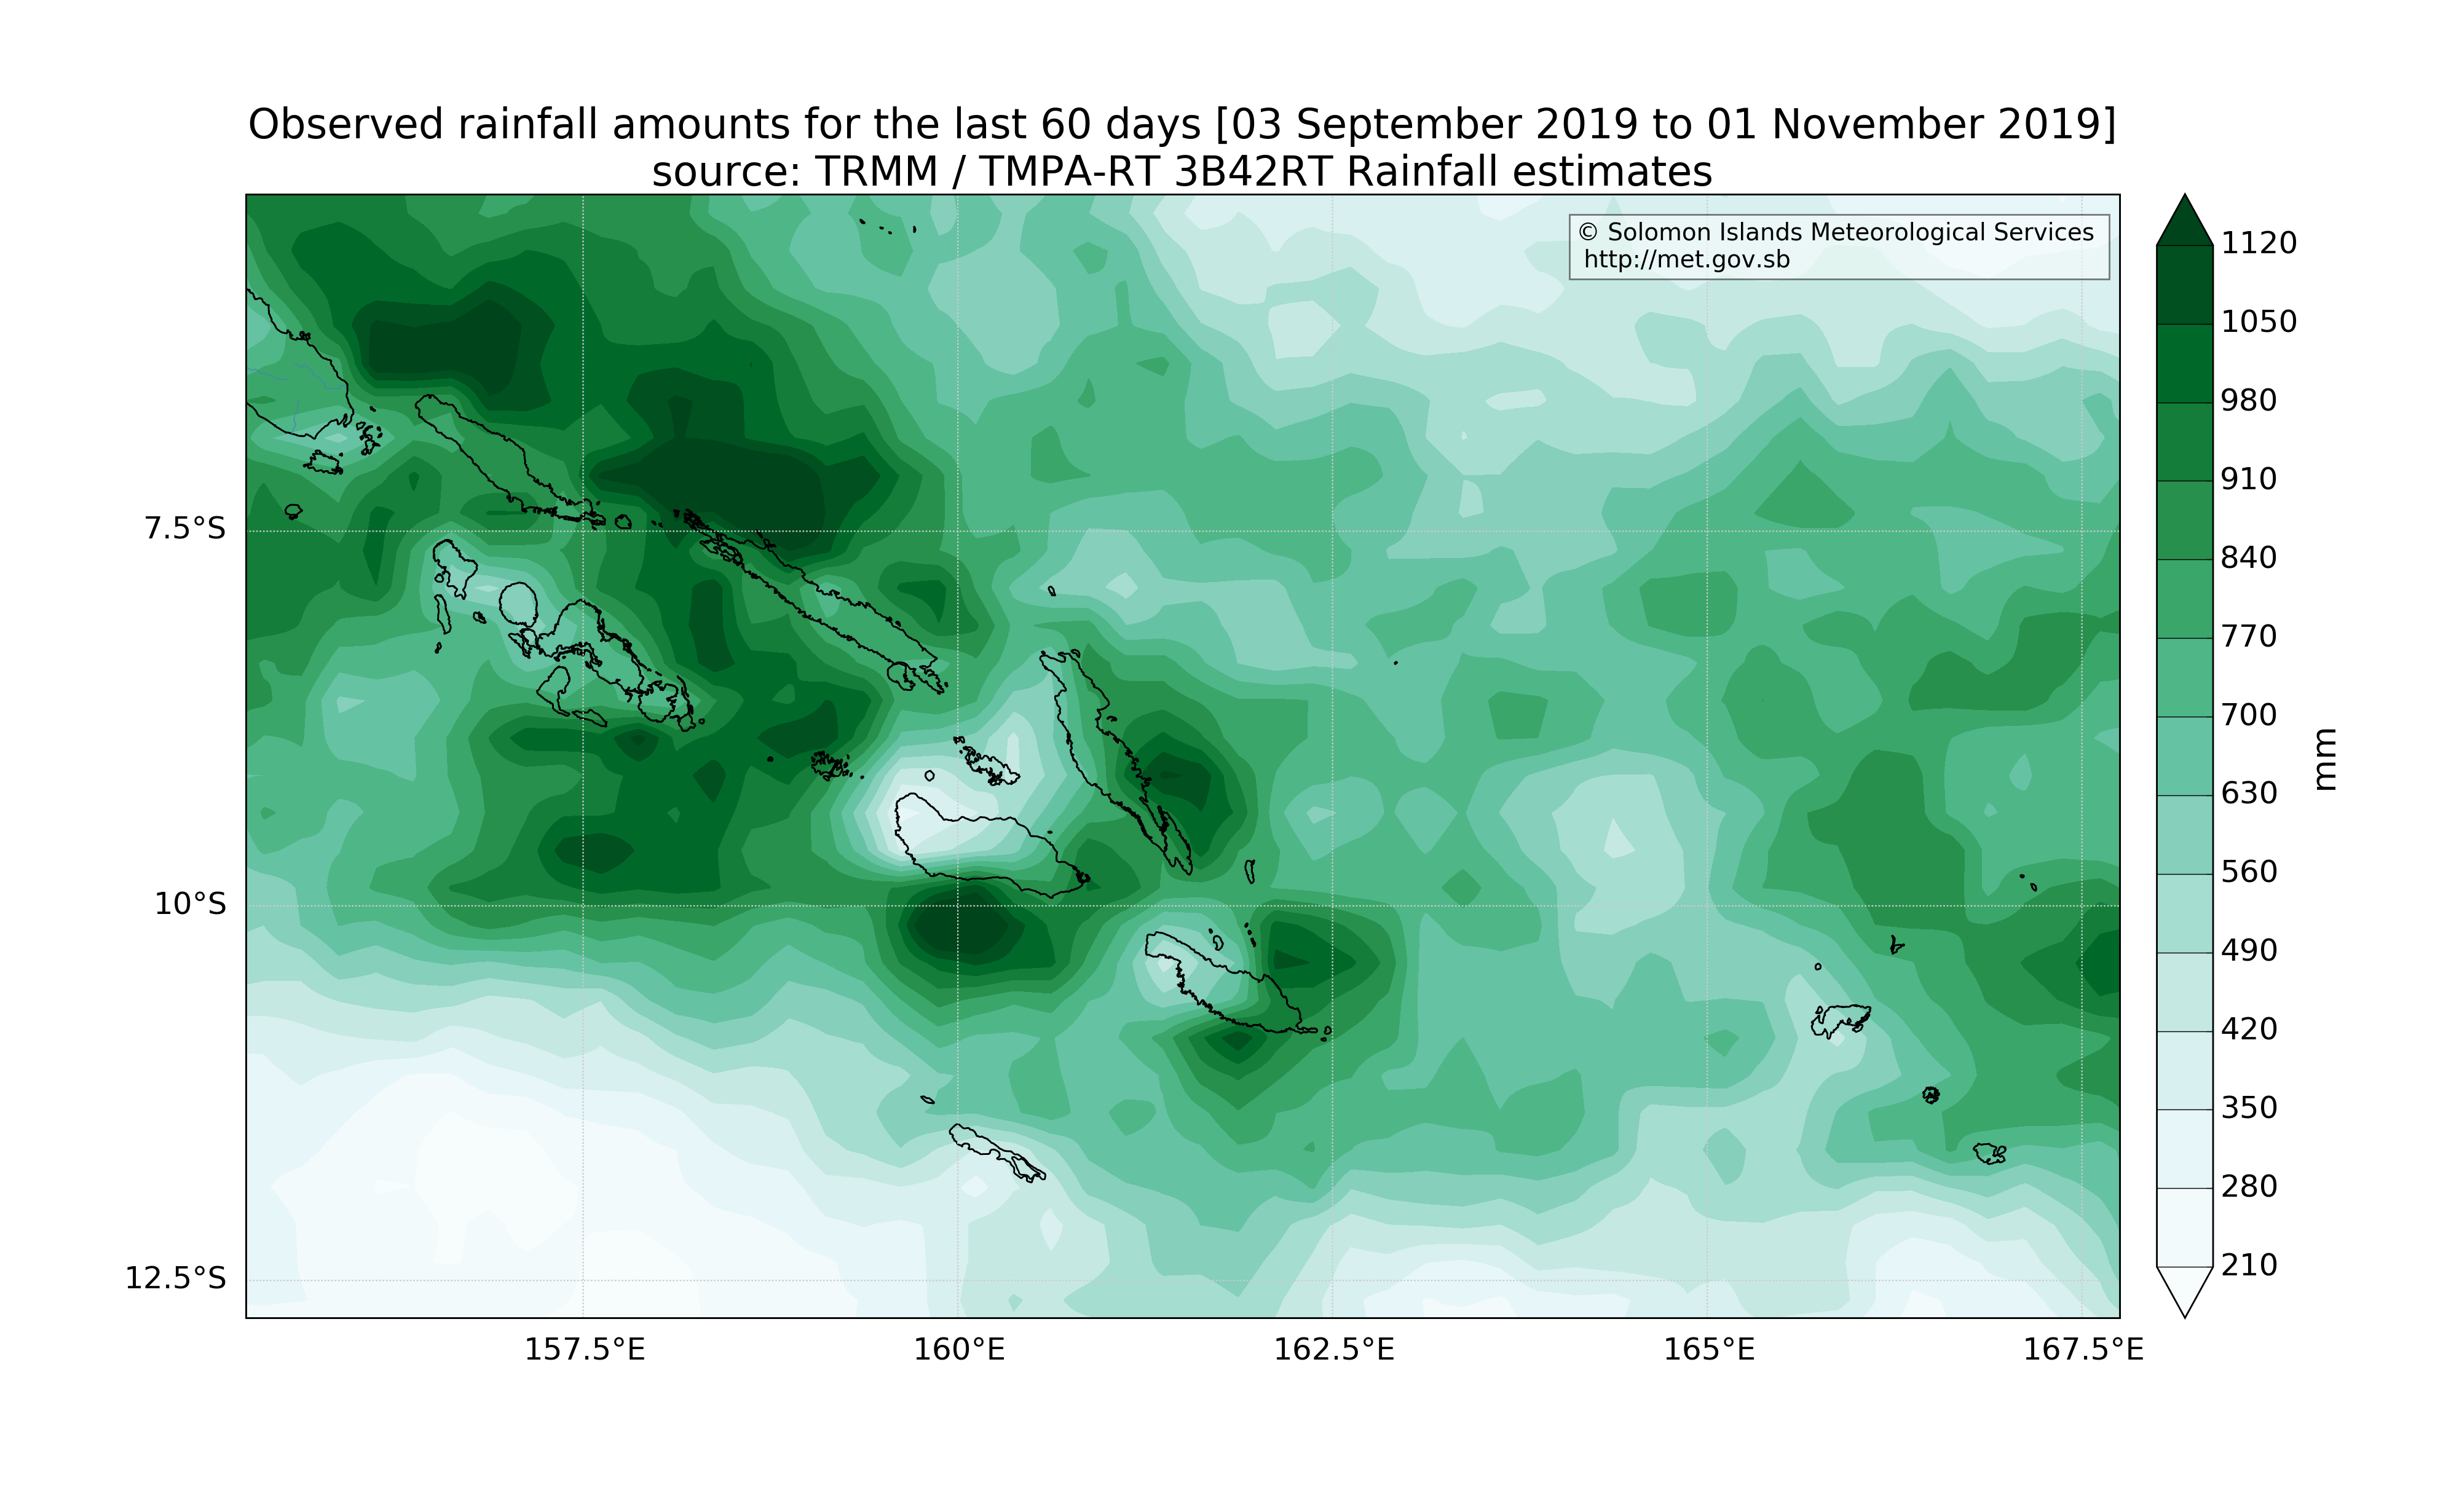 Observed rainfall amounts for the last 60 days [03 September 2019 to 01 November 2019]
source: TRMM / TMPA-RT 3B42RT Rainfall estimates
© Solomon Islands Meteorological Services
http://met.gov.sb
7.5°S
10°S
12.5°S
157.5°E
160°E
162.5°E
165°E
167.5°E
1120
1050
980
910
840
770
700
630
560
490
420
350
280
210
mm